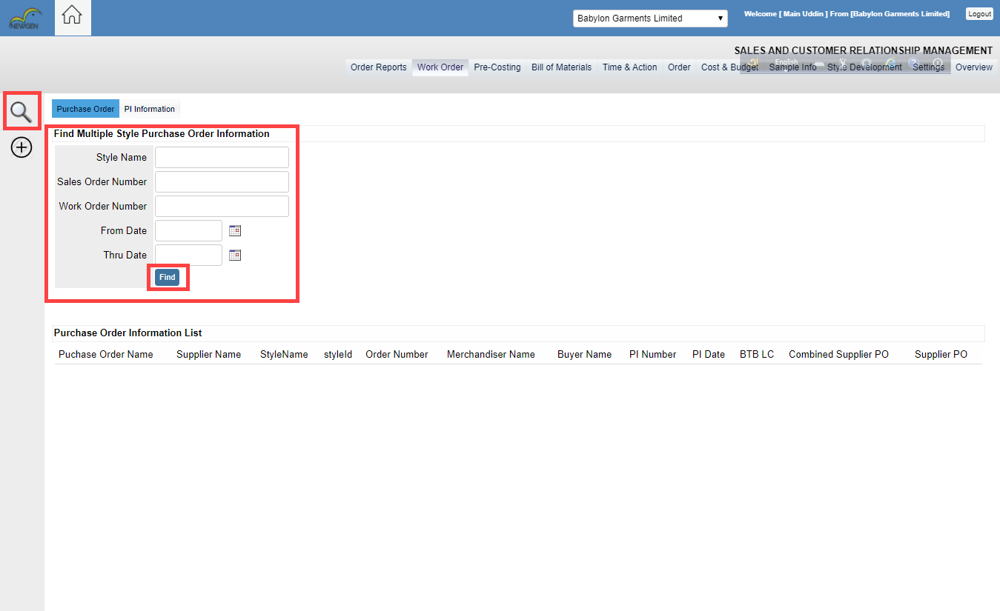 NEWGEN
Babylon Garments Limited
Welcome [ Main Uddin ] From [Babylon Garments Limited]
Logout
SALES AND CUSTOMER RELATIONSHIP MANAGEMENT
English
Order Reports Work Order Pre-Costing Bill of Materials Time & Action Order Cost & Budget Sample Info Style Development Settings Overview
Purchase Order PI Information
Find Multiple Style Purchase Order Information
Style Name
Sales Order Number
Work Order Number
From Date
Thru Date
Find
Purchase Order Information List
Puchase Order Name Supplier Name StyleName styleId Order Number Merchandiser Name Buyer Name PI Number PI Date BTB LC Combined Supplier PO Supplier PO